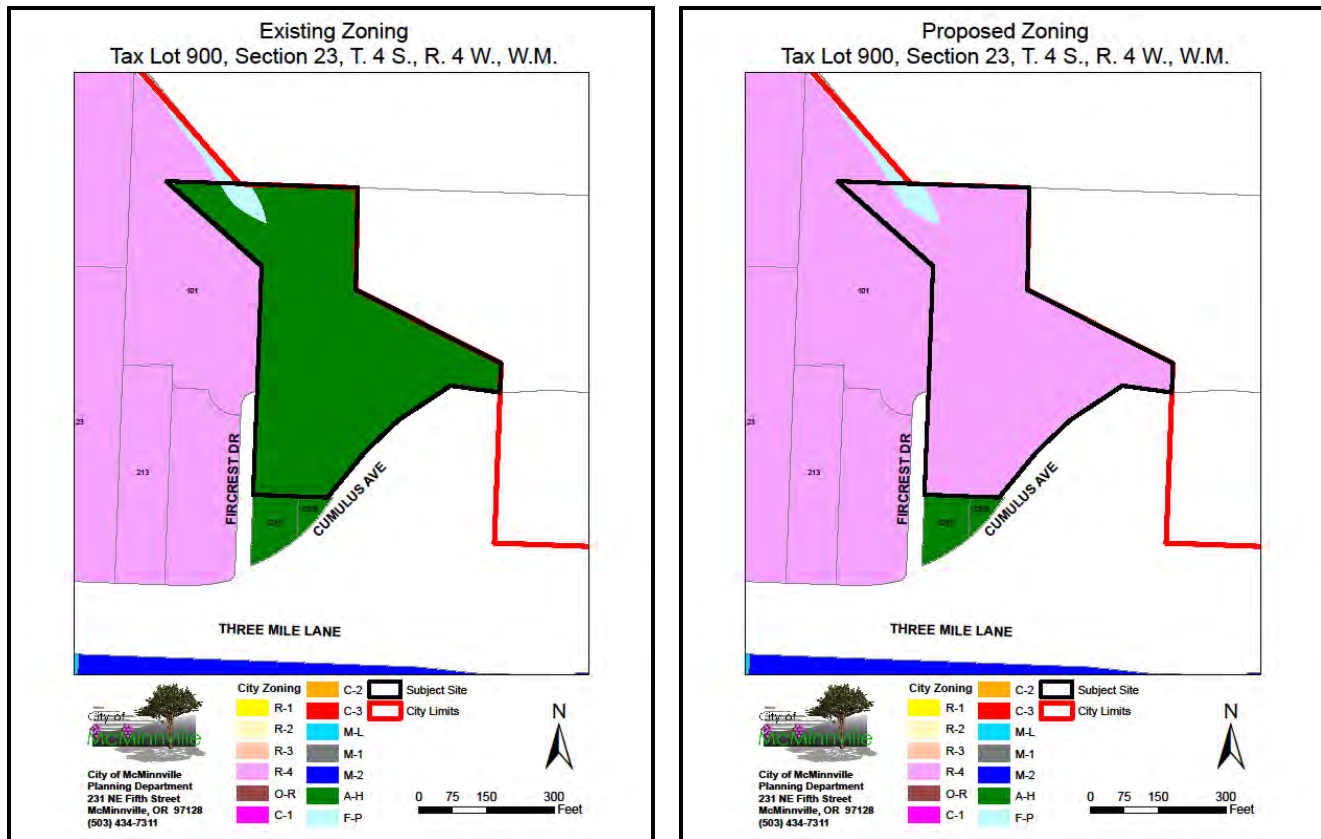 Existing Zoning
Tax Lot 900, Section 23, T. 4 S., R. 4 W., W.M.
101
23
213
FIRCREST DR
CUMULUS AVE
THREE MILE LANE
City of
McMinnville
City of McMinnville
Planning Department
231 NE Fifth Street
McMinnville, OR 97128
(503) 434-7311
City Zoning
R-1
R-2
R-3
R-4
O-R
C-1
C-2
C-3
M-L
M-1
M-2
A-H
F-P
Subject Site
City Limits
N
0 75 150 300
Feet
Proposed Zoning
Tax Lot 900, Section 23, T. 4 S., R. 4 W., W.M.
101
23
213
FIRCREST DR
CUMULUS AVE
THREE MILE LANE
City of
McMinnville
City of McMinnville
Planning Department
231 NE Fifth Street
McMinnville, OR 97128
(503) 434-7311
City Zoning
R-1
R-2
R-3
R-4
O-R
C-1
C-2
C-3
M-L
M-1
M-2
A-H
F-P
Subject Site
City Limits
N
0 75 150 300
Feet